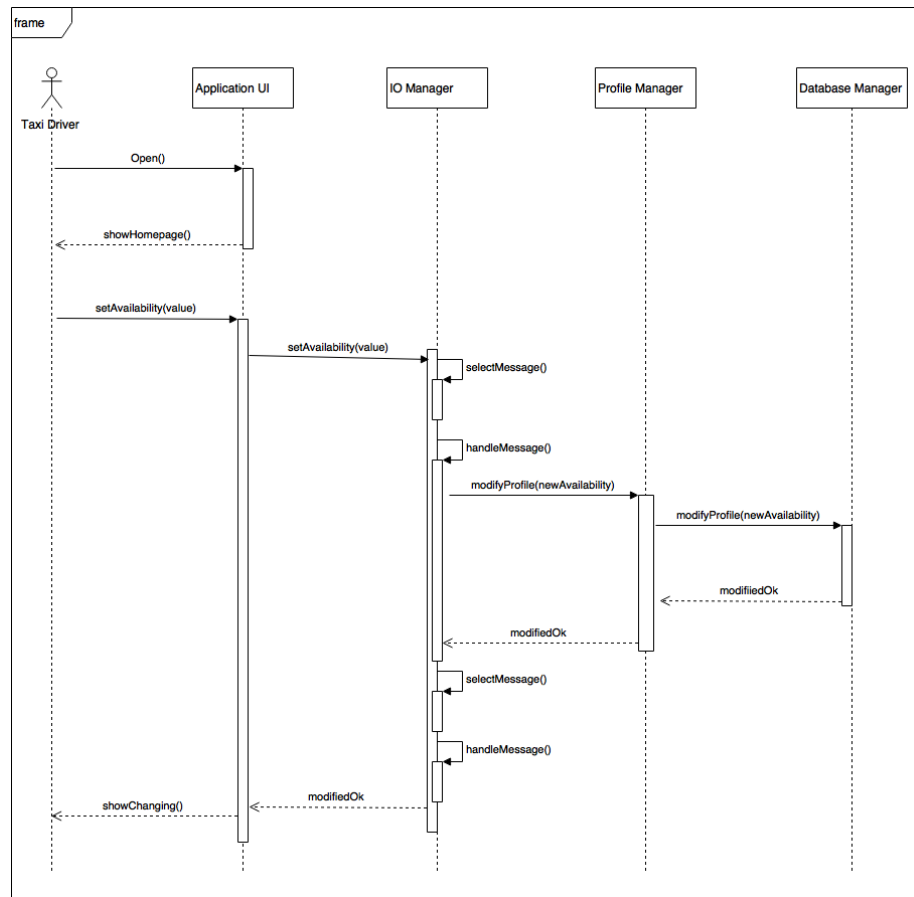 frame
Taxi Driver
Application UI
IO Manager
Profile Manager
Database Manager
Open()
showHomepage()
setAvailability(value)
setAvailability(value)
selectMessage()
handleMessage()
modifyProfile(newAvailability)
modifyProfile(newAvailability)
modifiiedOk
modifiedOk
selectMessage()
handleMessage()
modifiedOk
showChanging()